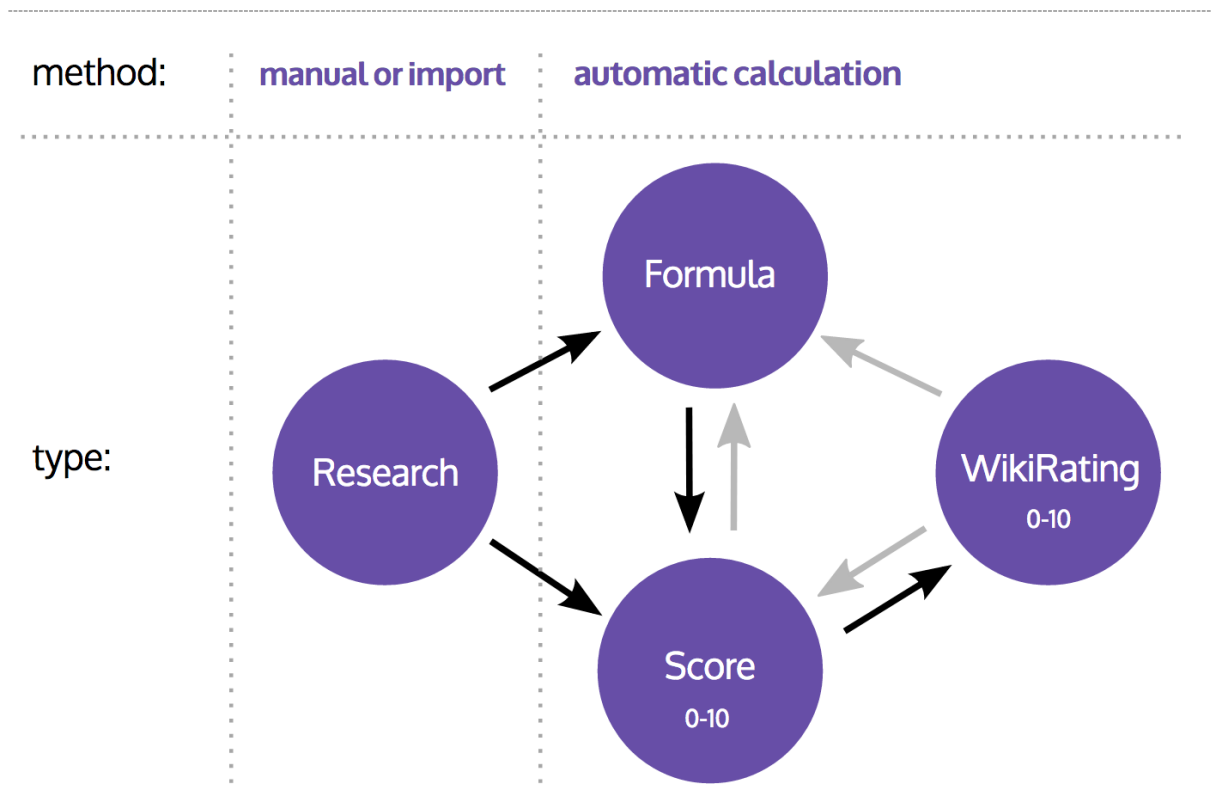 method:
manual or import
automatic calculation
Formula
type:
Research
WikiRating
0-10
Score
0-10